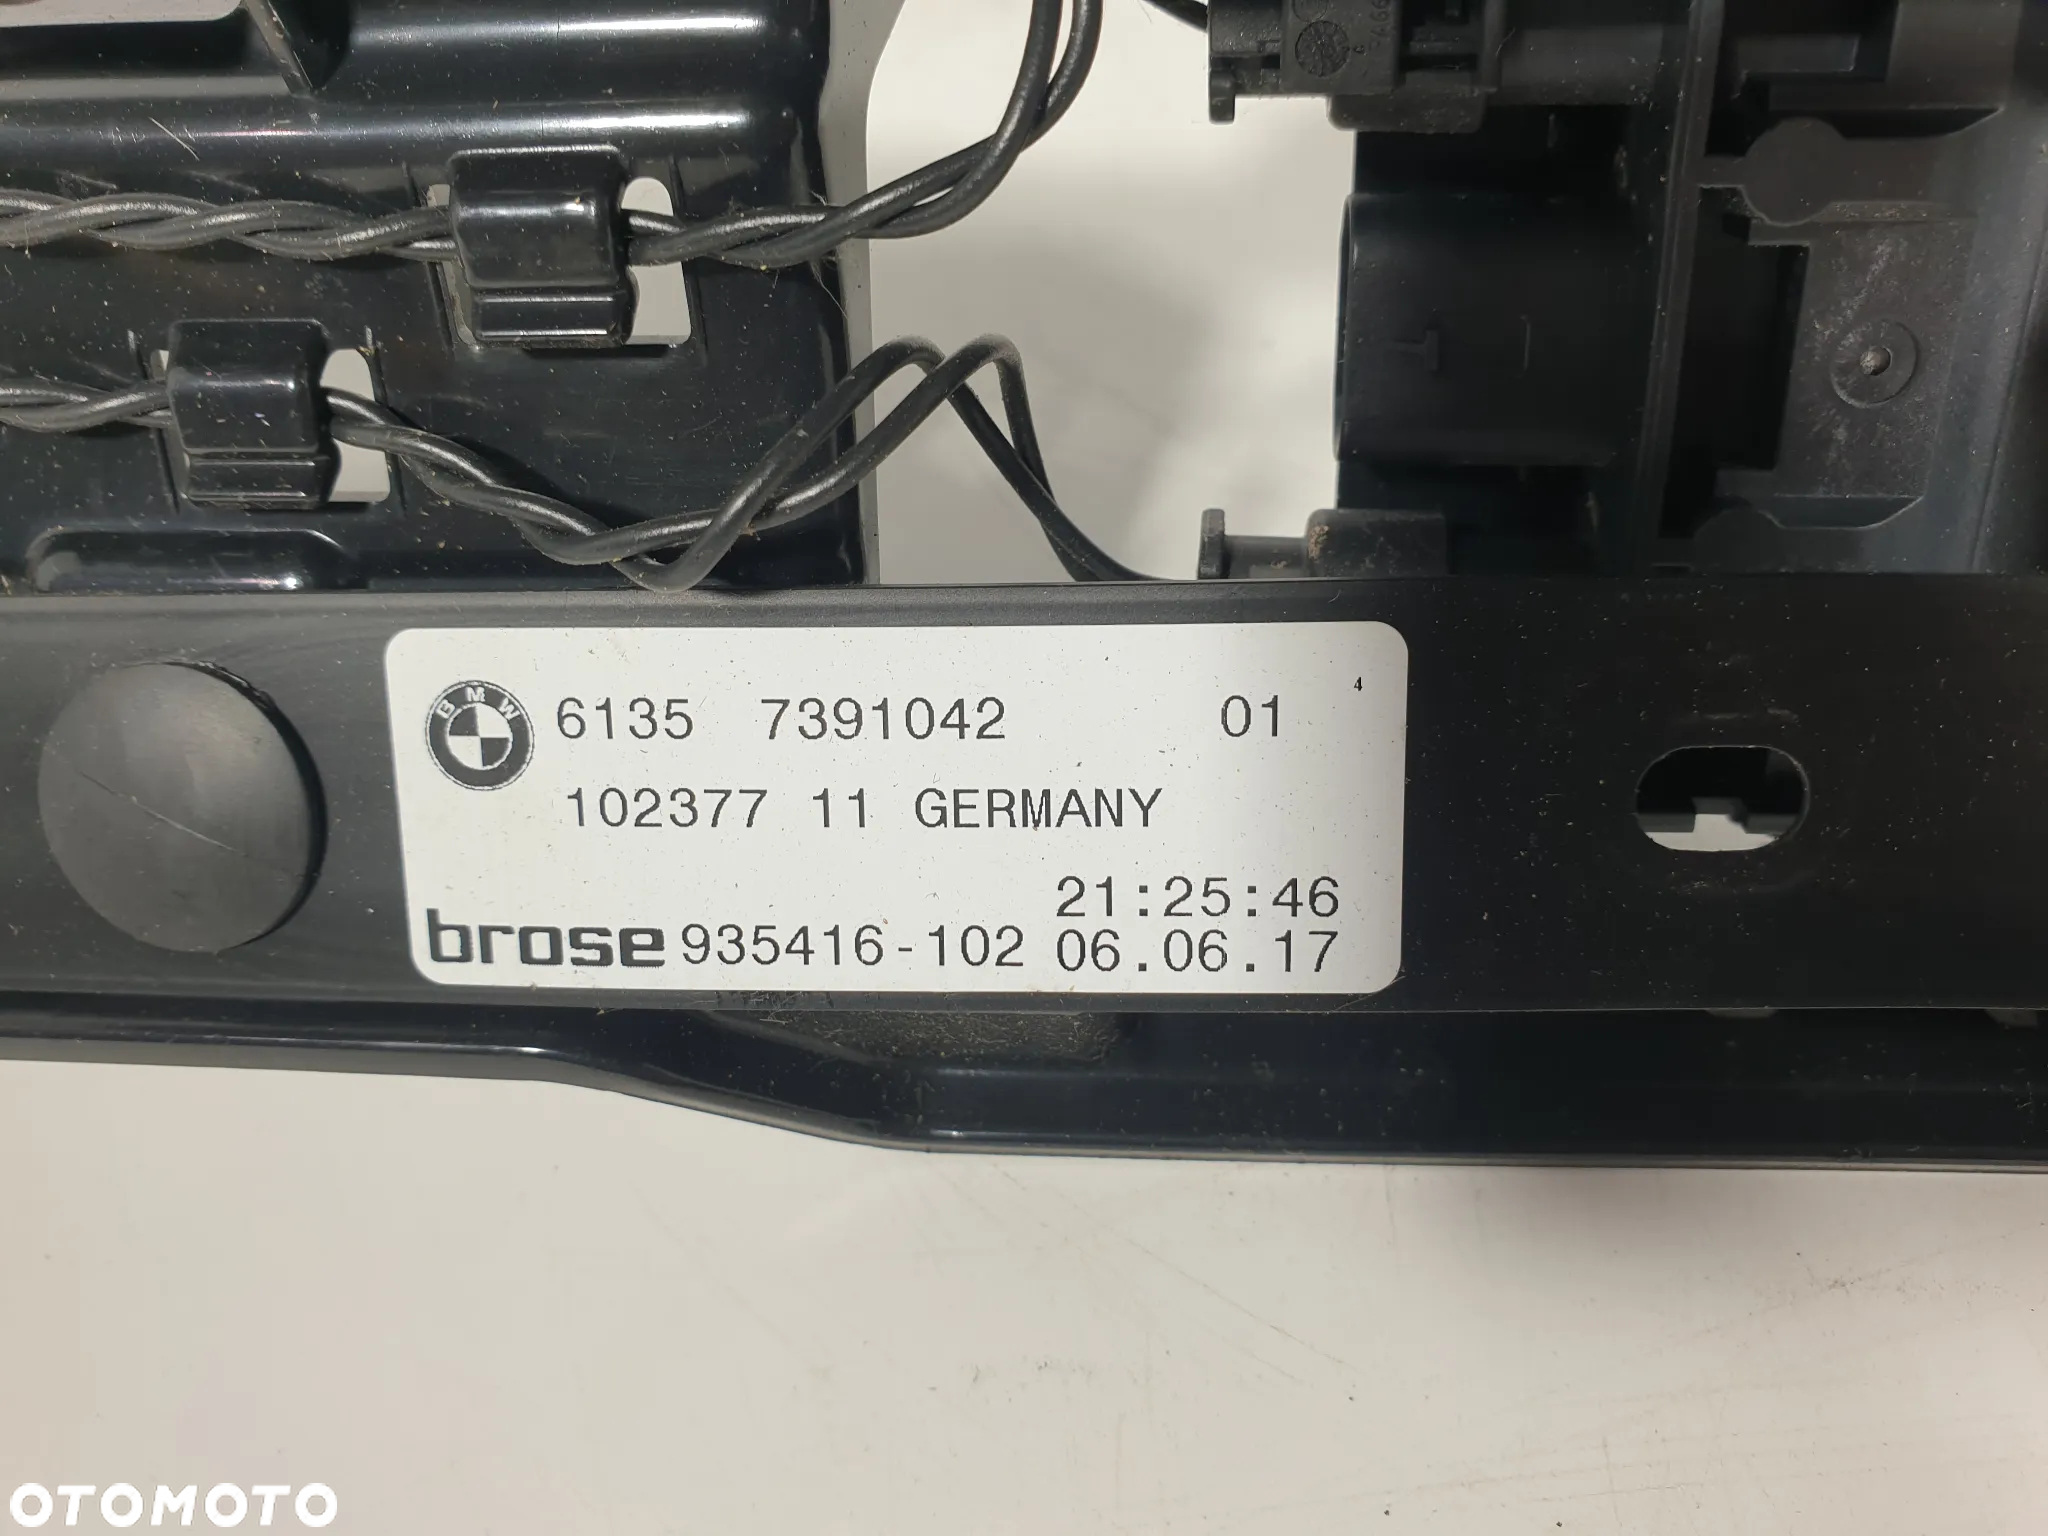 BMW
6135 7391042 01 4
102377 11 GERMANY
21:25:46
brose 935416-102 06.06.17
OTOMOTO